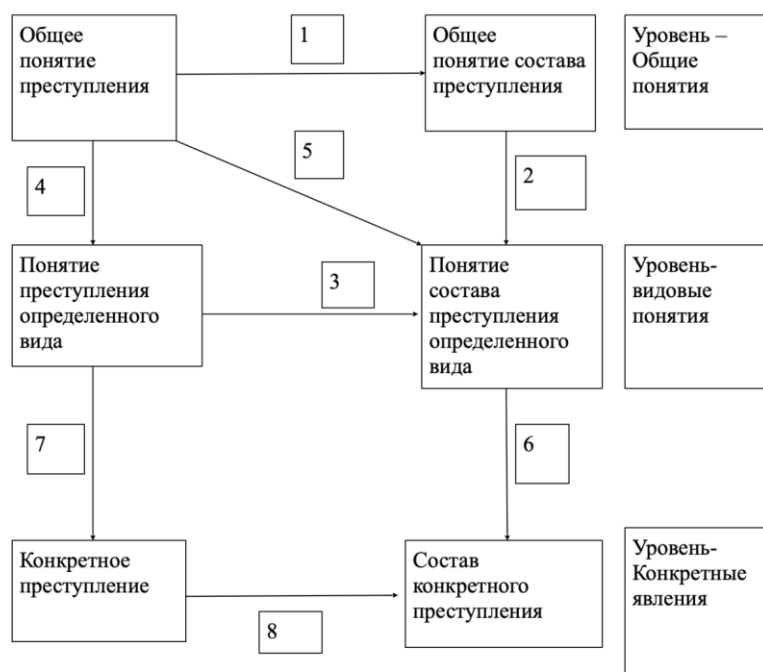 Общее
понятие
преступления
1
Общее
понятие состава
преступления
Уровень –
Общие
понятия
4
5
2
Понятие
преступления
определенного
вида
3
Понятие
состава
преступления
определенного
вида
Уровень-
видовые
понятия
7
6
Конкретное
преступление
8
Состав
конкретного
преступления
Уровень-
Конкретные
явления